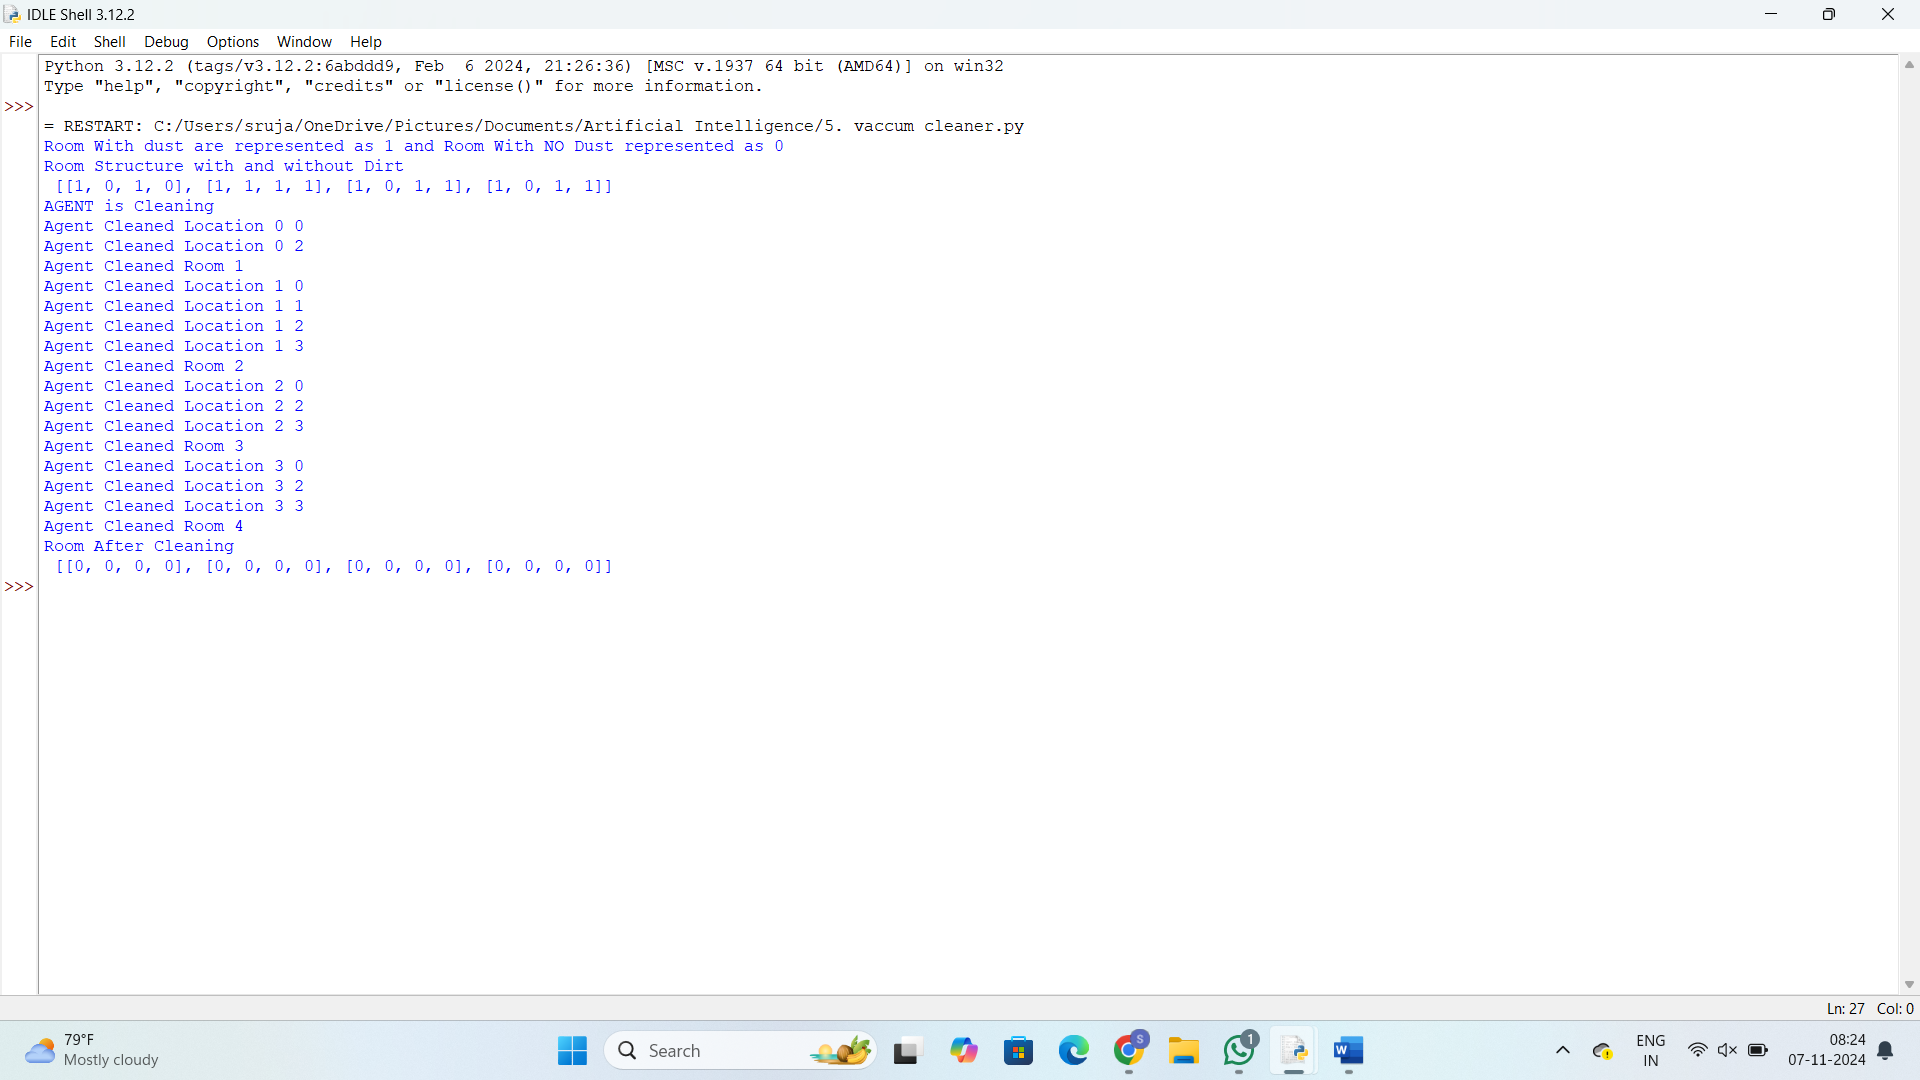 IDLE Shell 3.12.2
File Edit Shell Debug Options Window Help
Python 3.12.2 (tags/v3.12.2:6abddd9, Feb  6 2024, 21:26:36) [MSC v.1937 64 bit (AMD64)] on win32
Type "help", "copyright", "credits" or "license()" for more information.
>>>
= RESTART: C:/Users/sruja/OneDrive/Pictures/Documents/Artificial Intelligence/5. vaccum cleaner.py
Room With dust are represented as 1 and Room With NO Dust represented as 0
Room Structure with and without Dirt
 [[1, 0, 1, 0], [1, 1, 1, 1], [1, 0, 1, 1], [1, 0, 1, 1]]
AGENT is Cleaning
Agent Cleaned Location 0 0
Agent Cleaned Location 0 2
Agent Cleaned Room 1
Agent Cleaned Location 1 0
Agent Cleaned Location 1 1
Agent Cleaned Location 1 2
Agent Cleaned Location 1 3
Agent Cleaned Room 2
Agent Cleaned Location 2 0
Agent Cleaned Location 2 2
Agent Cleaned Location 2 3
Agent Cleaned Room 3
Agent Cleaned Location 3 0
Agent Cleaned Location 3 2
Agent Cleaned Location 3 3
Agent Cleaned Room 4
Room After Cleaning
 [[0, 0, 0, 0], [0, 0, 0, 0], [0, 0, 0, 0], [0, 0, 0, 0]]
>>>
Ln: 27 Col: 0
79°F
Mostly cloudy
Search
S
1
W
ENG
IN
08:24
07-11-2024